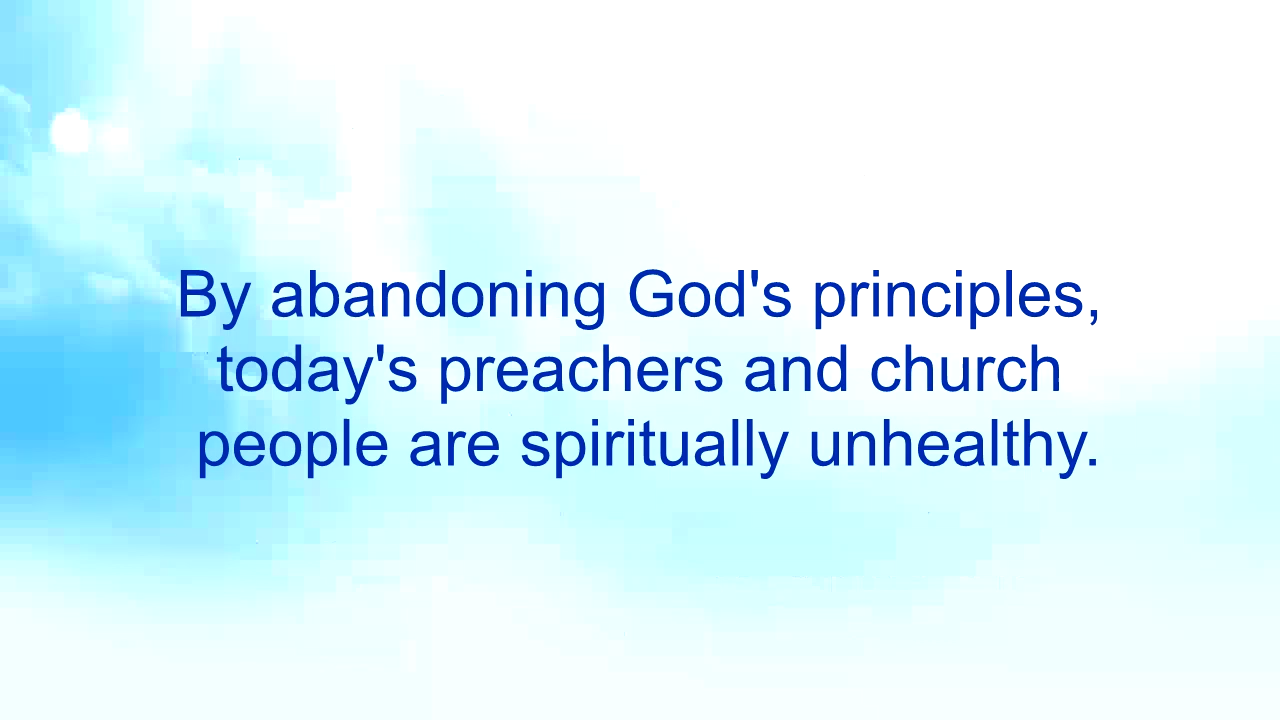 By abandoning God's principles,
today's preachers and church
people are spiritually unhealthy.